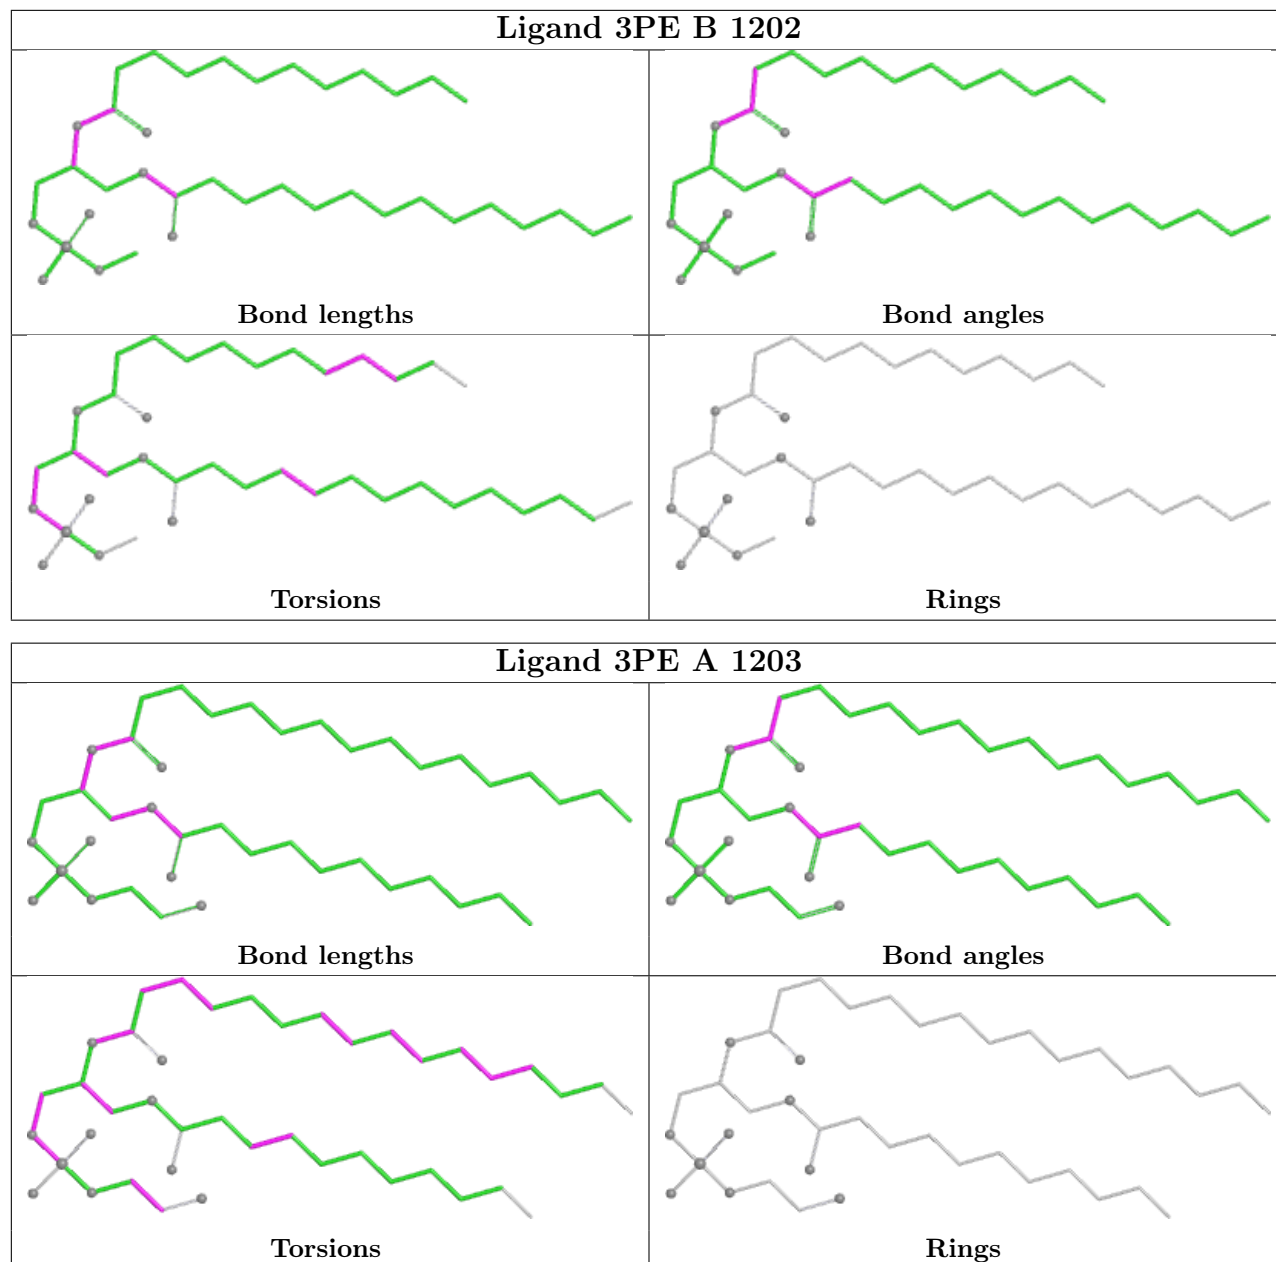 Ligand 3PE B 1202
Bond lengths
Bond angles
Torsions
Rings
Ligand 3PE A 1203
Bond lengths
Bond angles
Torsions
Rings